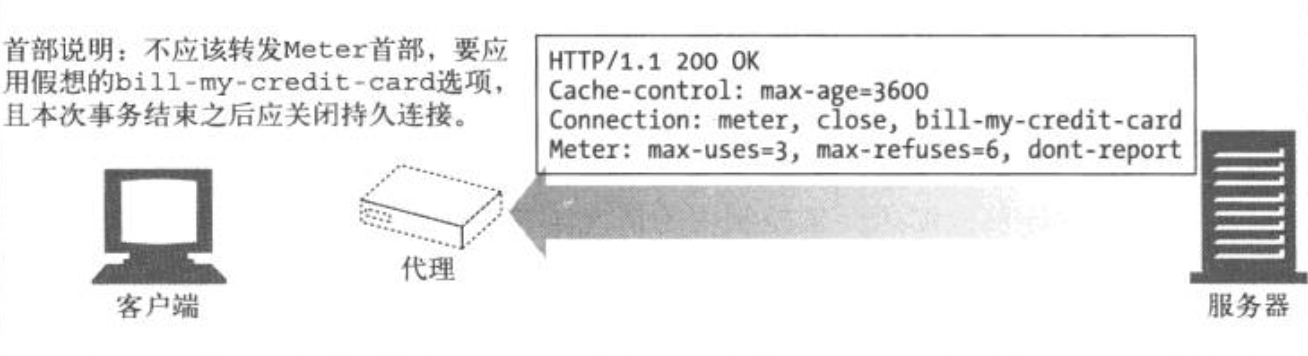 首部说明：不应该转发Meter首部，要应
用假想的bill-my-credit-card选项，
且本次事务结束之后应关闭持久连接。
HTTP/1.1 200 OK
Cache-control: max-age=3600
Connection: meter, close, bill-my-credit-card
Meter: max-uses=3, max-refuses=6, dont-report
客户端
代理
服务器